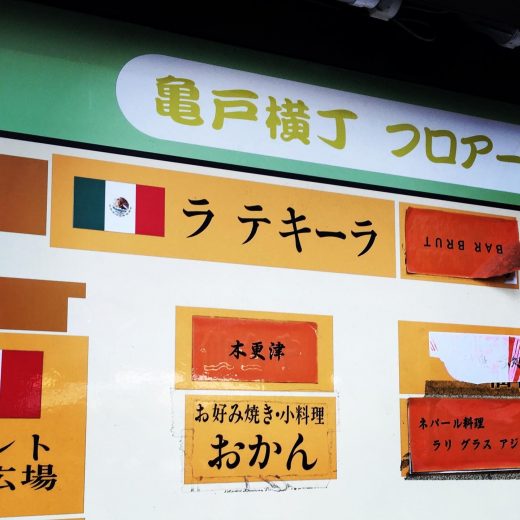 亀戸横丁 フロアー
ラ テキーラ
BAR BRUT
木更津
お好み焼き・小料理
おかん
ント
広場
ネパール料理
ラリ グラス アジ